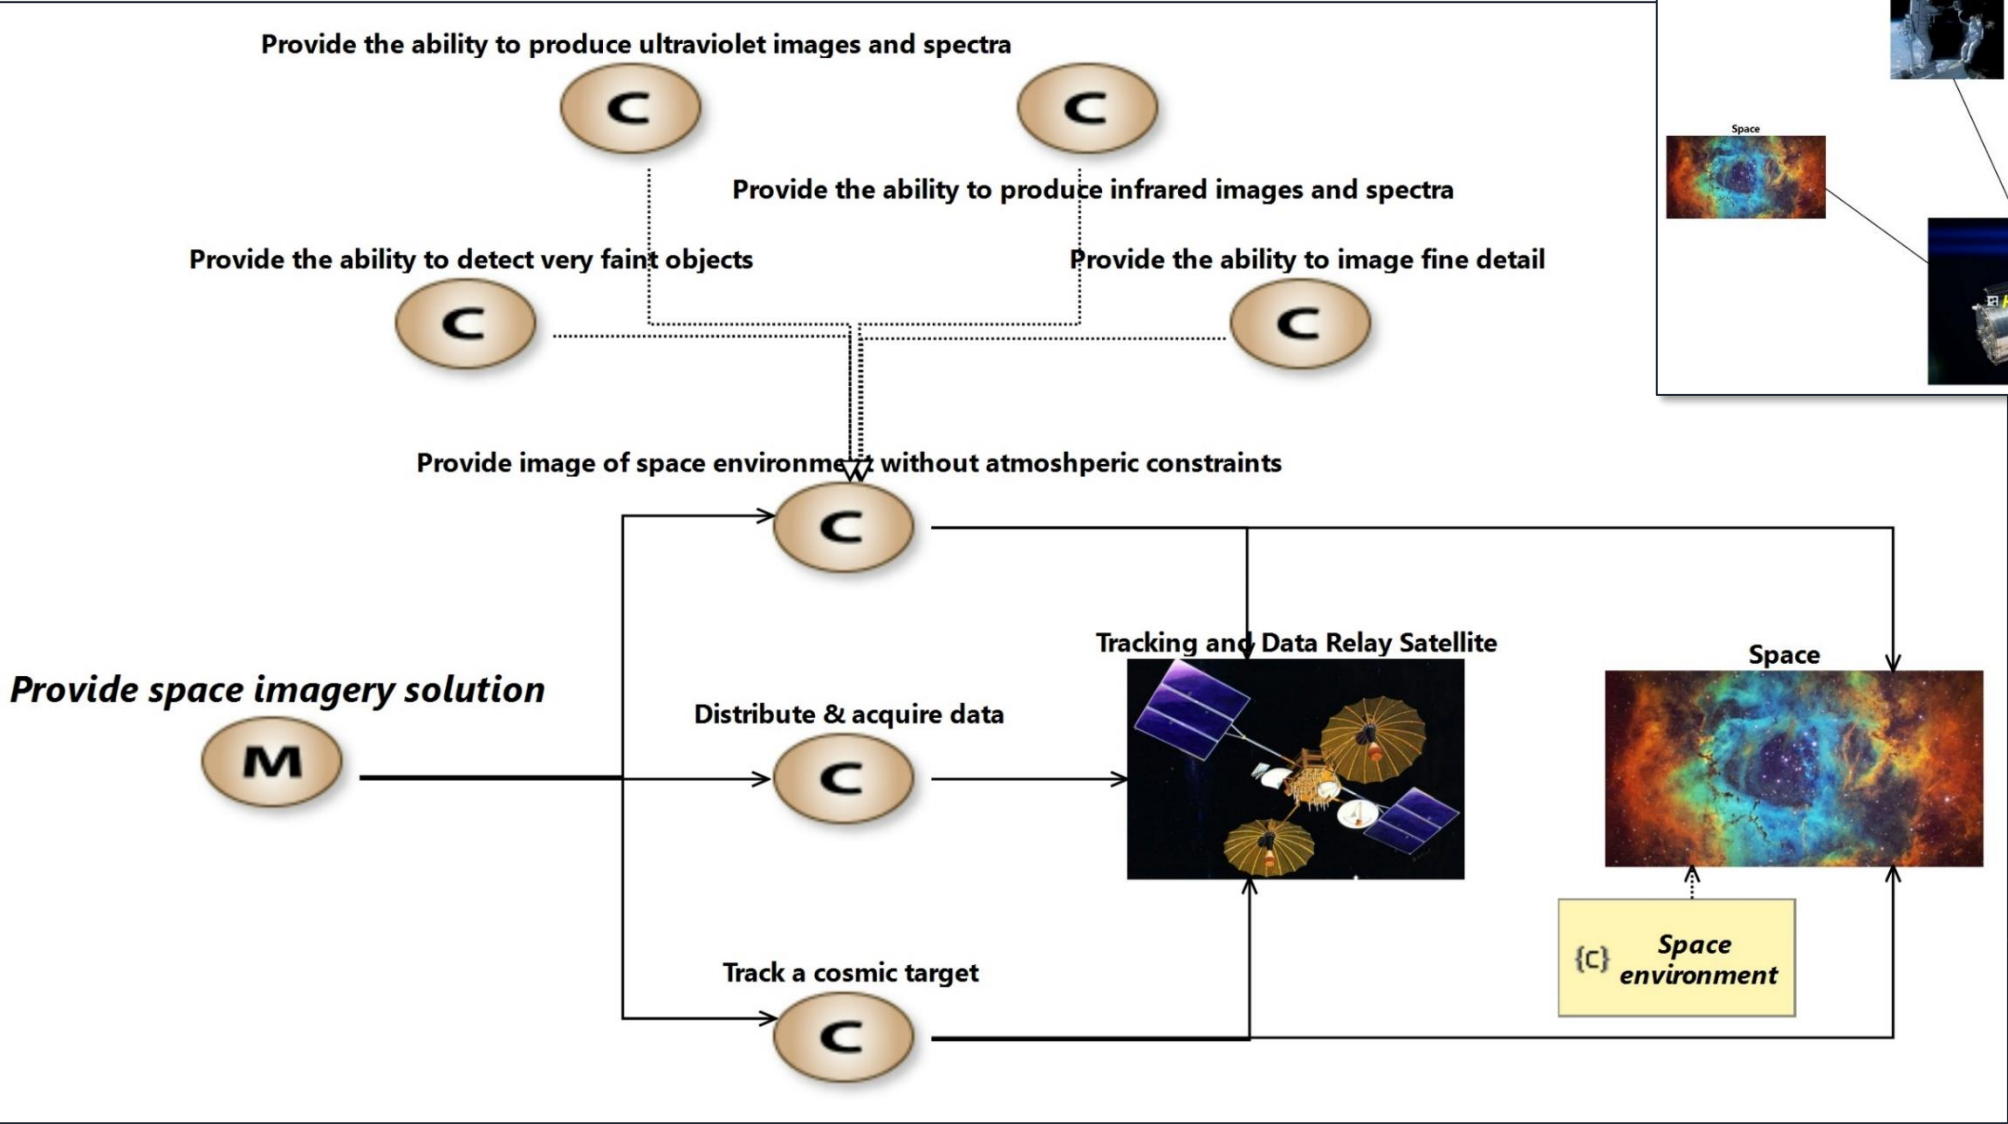 Provide the ability to produce ultraviolet images and spectra
C
C
Space
Provide the ability to produce infrared images and spectra
Provide the ability to detect very faint objects
Provide the ability to image fine detail
C
C
Provide image of space environment without atmoshperic constraints
C
Tracking and Data Relay Satellite
Space
Provide space imagery solution
M
Distribute & acquire data
C
{c}
Space
environment
Track a cosmic target
C